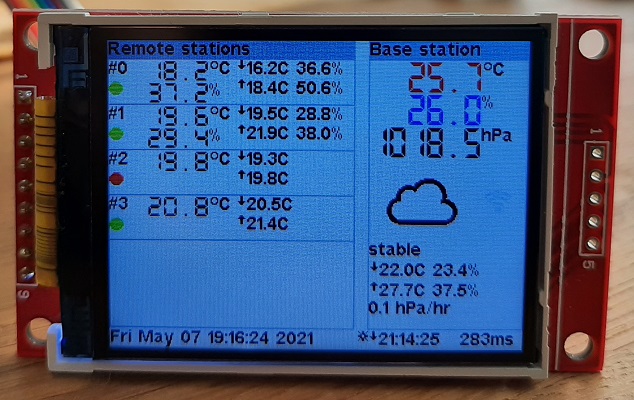 Remote stations
#0 18.2°C ↓16.2C 36.6%
37.2% ↑18.4C 50.6%
#1 19.6°C ↓19.5C 28.8%
29.4% ↑21.9C 38.0%
#2 19.8°C ↓19.3C
↑19.8C
#3 20.8°C ↓20.5C
↑21.4C
Base station
25.7°C
26.0%
1018.5hPa
stable
↓22.0C 23.4%
↑27.7C 37.5%
0.1 hPa/hr
Fri May 07 19:16:24 2021
↓21:14:25 283ms
1
9
1
5